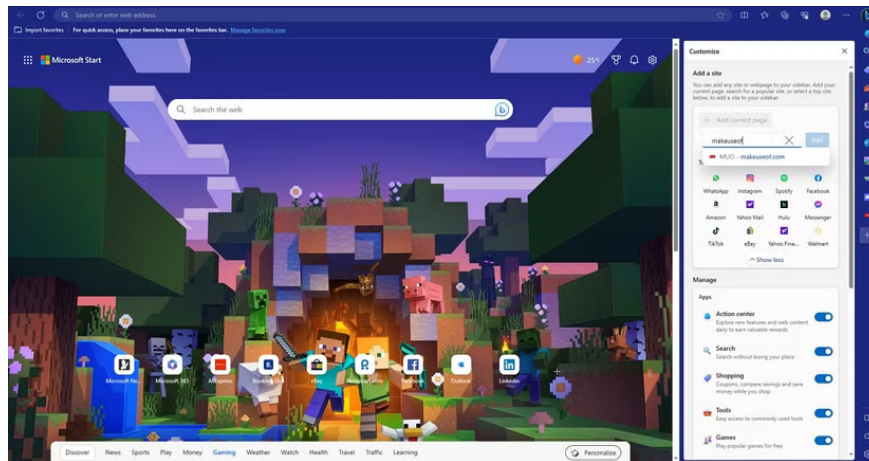 Search or enter web address
Import favorites
For quick access, place your favorites here on the favorites bar. Manage favorites now
Microsoft Start
25°F
Search the web
Microsoft Ne...
Microsoft 365
AliExpress
eBay
Facebook
Outlook
LinkedIn
Discover News Sports Play Money Gaming Weather Watch Health Travel Traffic Learning
Personalize
Customize
Add a site
You can add any site or webpage to your sidebar. Add your
current page, search for a popular site, or select a top site
below, to add a site to your sidebar.
Add current page
makeuseof
Add
MUO - makeuseof.com
WhatsApp Instagram Spotify Facebook
Amazon Yahoo Mail Hulu Messenger
TikTok eBay Yahoo Fina... Walmart
Show less
Manage
Apps
Action center
Explore new features and web content
daily to earn valuable rewards
Search
Search without losing your place
Shopping
Coupons, compare savings and save
money while you shop
Tools
Easy access to commonly used tools
Games
Play popular games for free